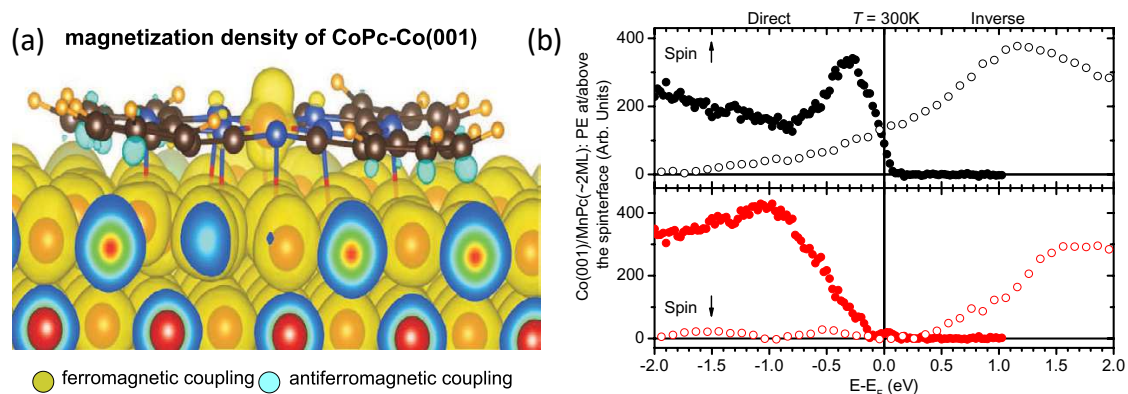 (a) magnetization density of CoPc-Co(001)
ferromagnetic coupling antiferromagnetic coupling
(b)
Direct T = 300K Inverse
Co(001)/MnPc(~2ML): PE at/above
the spinterface (Arb. Units)
400
Spin ↑
200
0
400
200
0
Spin ↓
-2.0 -1.5 -1.0 -0.5 0.0 0.5 1.0 1.5 2.0
E-E_F (eV)